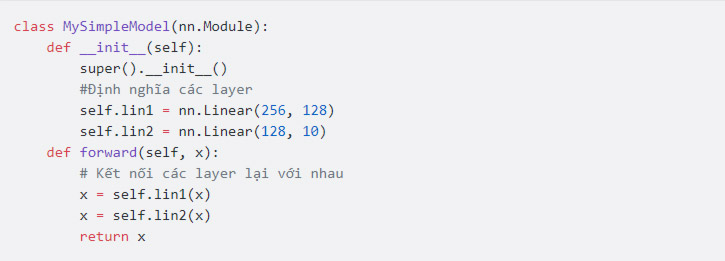 class MySimpleModel(nn.Module):
    def __init__(self):
        super().__init__()
        #Định nghĩa các layer
        self.lin1 = nn.Linear(256, 128)
        self.lin2 = nn.Linear(128, 10)
    def forward(self, x):
        # Kết nối các layer lại với nhau
        x = self.lin1(x)
        x = self.lin2(x)
        return x